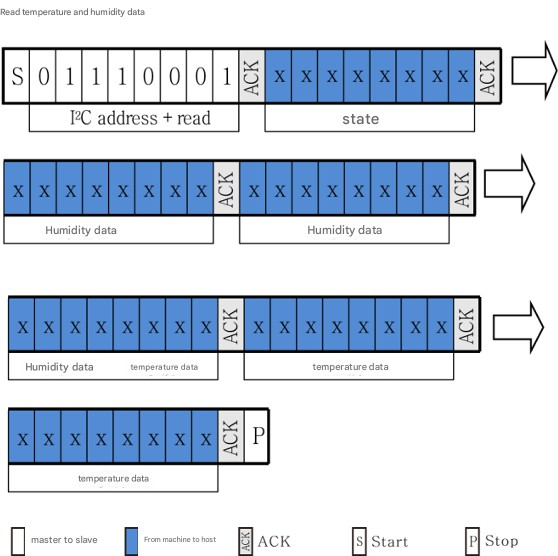 Read temperature and humidity data
S 0 1 1 1 0 0 0 1 ACK x x x x x x x x ACK
I²C address + read state
x x x x x x x x ACK x x x x x x x x ACK
Humidity data Humidity data
x x x x x x x x ACK x x x x x x x x ACK
Humidity data temperature data temperature data
x x x x x x x x ACK P
temperature data
master to slave From machine to host ACK ACK S Start P Stop